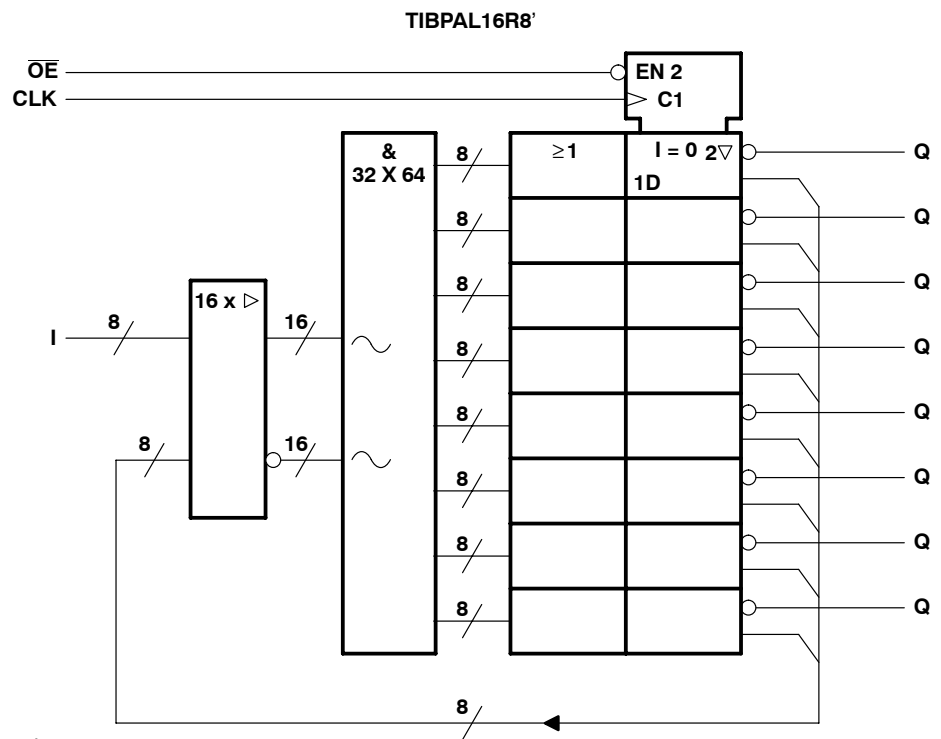 TIBPAL16R8’
OE
EN 2
CLK
C1
&
32 X 64
8
≥1
I = 0 2▽
Q
1D
8
Q
8
Q
16 x ▷
I
8
16
8
Q
8
Q
8
16
8
Q
8
Q
8
Q
8